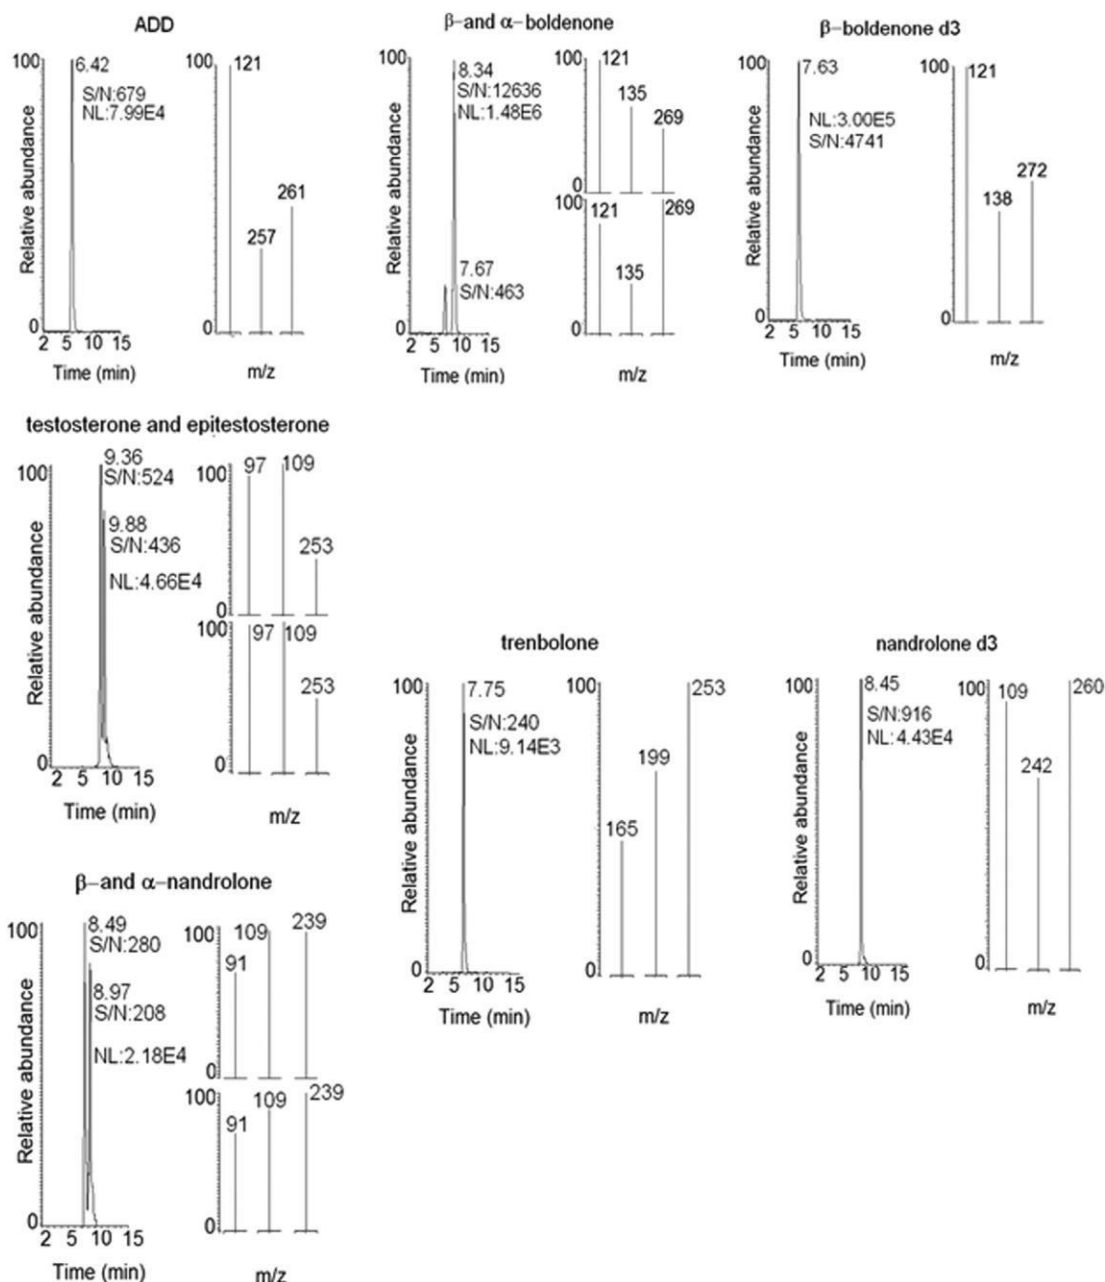 ADD
100
6.42
S/N:679
NL:7.99E4
Relative abundance
0
2 5 10 15
Time (min)
100
121
257
261
0
m/z
β-and α-boldenone
100
8.34
S/N:12636
NL:1.48E6
7.67
S/N:463
Relative abundance
0
2 5 10 15
Time (min)
100
121
135
269
0
100
121
135
269
0
m/z
β-boldenone d3
100
7.63
NL:3.00E5
S/N:4741
Relative abundance
0
2 5 10 15
Time (min)
100
121
138
272
0
m/z
testosterone and epitestosterone
100
9.36
S/N:524
9.88
S/N:436
NL:4.66E4
Relative abundance
0
2 5 10 15
Time (min)
100
97
109
253
0
100
97
109
253
0
m/z
trenbolone
100
7.75
S/N:240
NL:9.14E3
Relative abundance
0
2 5 10 15
Time (min)
100
165
199
253
0
m/z
nandrolone d3
100
8.45
S/N:916
NL:4.43E4
Relative abundance
0
2 5 10 15
Time (min)
100
109
242
260
0
m/z
β-and α-nandrolone
100
8.49
S/N:280
8.97
S/N:208
NL:2.18E4
Relative abundance
0
2 5 10 15
Time (min)
100
91
109
239
0
100
91
109
239
0
m/z